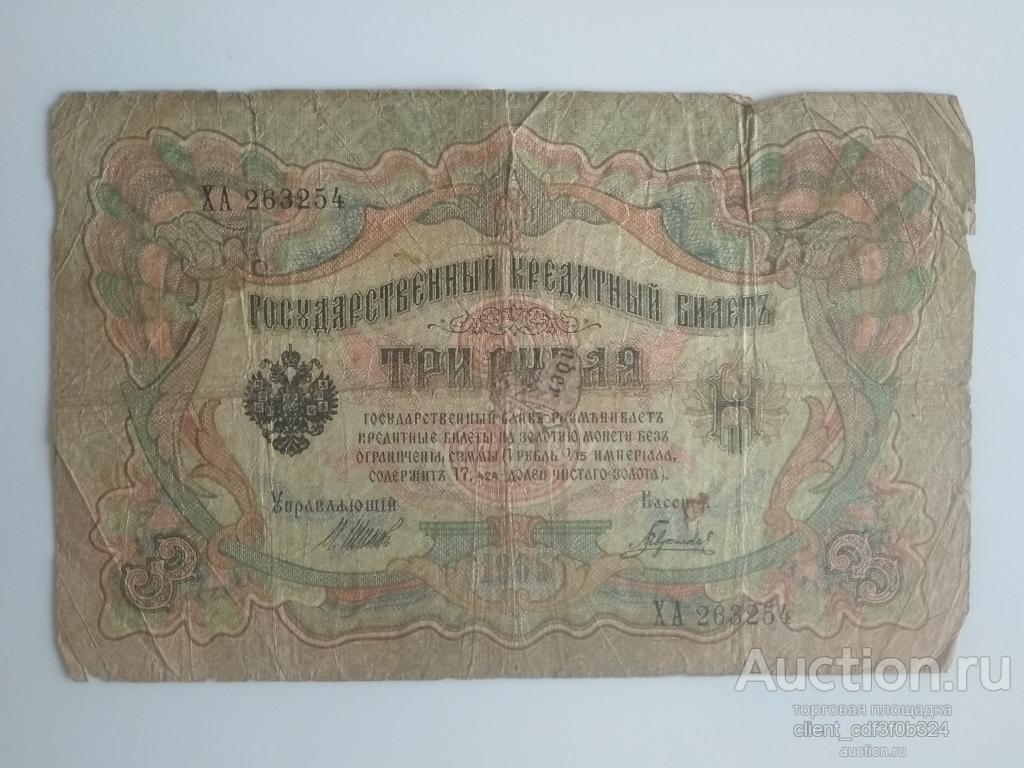 ХА 263254
ГОСУДАРСТВЕННЫЙ КРЕДИТНЫЙ БИЛЕТЪ
ТРИ РУБЛЯ
ГОСУДАРСТВЕННЫЙ БАНКЪ РАЗМѢНИВАЕТЪ
КРЕДИТНЫЕ БИЛЕТЫ НА ЗОЛОТУЮ МОНЕТУ БЕЗЪ
ОГРАНИЧЕНІЯ СУММЫ (1 РУБЛЬ = 1/15 ИМПЕРІАЛА,
СОДЕРЖИТЪ 17,424 ДОЛЕЙ ЧИСТАГО ЗОЛОТА).
Управляющій
Кассиръ
3
1905
3
ХА 263254
Auction.ru
торговая площадка
client_cdf3f0b324
auction.ru